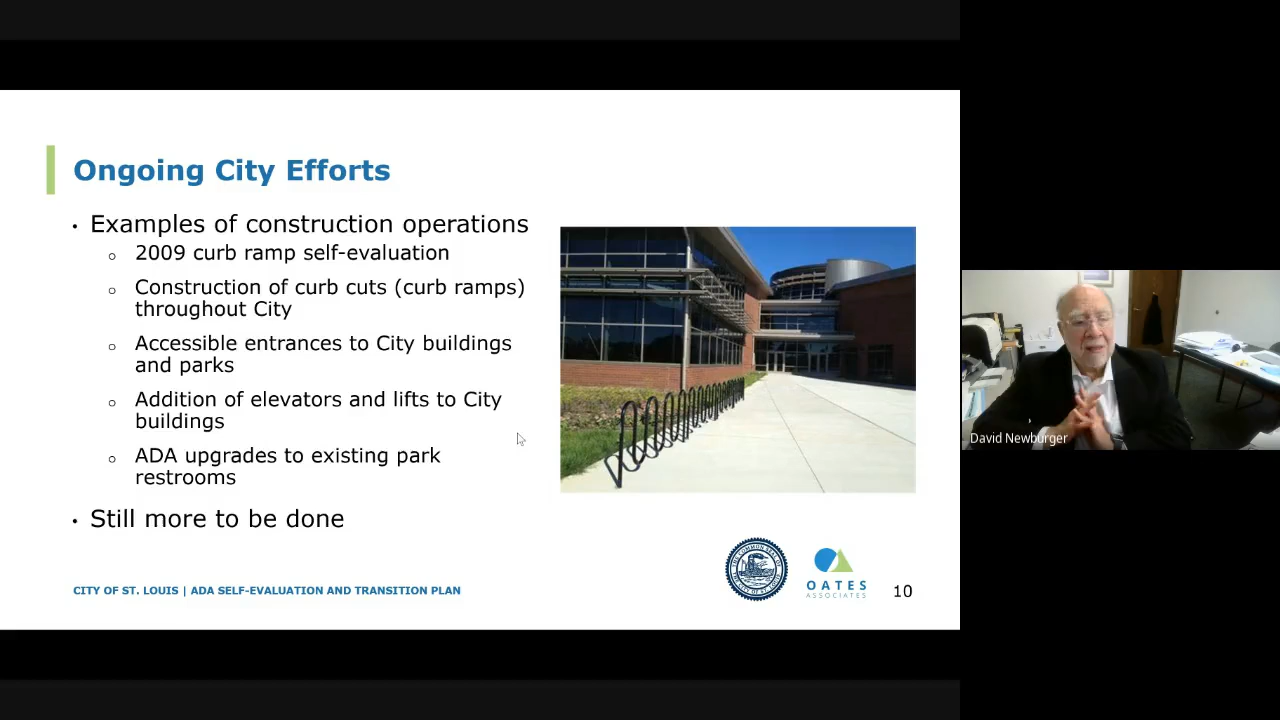 Ongoing City Efforts
• Examples of construction operations
o 2009 curb ramp self-evaluation
o Construction of curb cuts (curb ramps)
throughout City
o Accessible entrances to City buildings
and parks
o Addition of elevators and lifts to City
buildings
o ADA upgrades to existing park
restrooms
• Still more to be done
CITY OF ST. LOUIS | ADA SELF-EVALUATION AND TRANSITION PLAN
OATES
ASSOCIATES
10
David Newburger